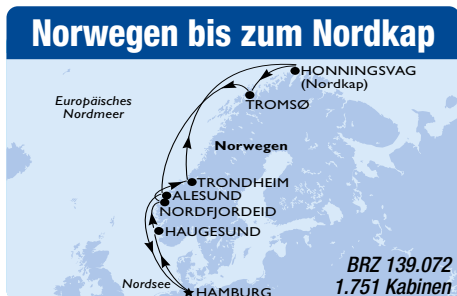 Norwegen bis zum Nordkap
HONNINGSVAG
(Nordkap)
TROMSØ
Europäisches
Nordmeer
Norwegen
TRONDHEIM
ALESUND
NORDFJORDEID
HAUGESUND
Nordsee
HAMBURG
BRZ 139.072
1.751 Kabinen